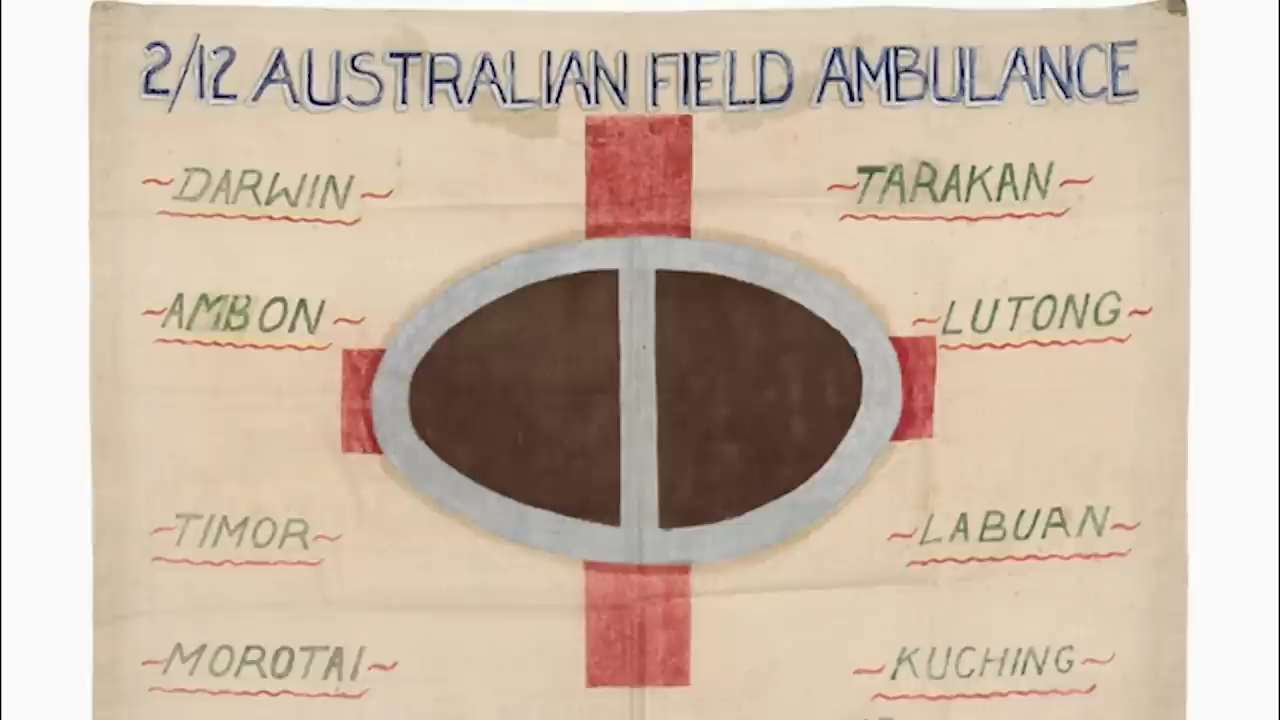 2/12 AUSTRALIAN FIELD AMBULANCE
~DARWIN~ ~TARAKAN~
~AMBON~ ~LUTONG~
~TIMOR~ ~LABUAN~
~MOROTAI~ ~KUCHING~